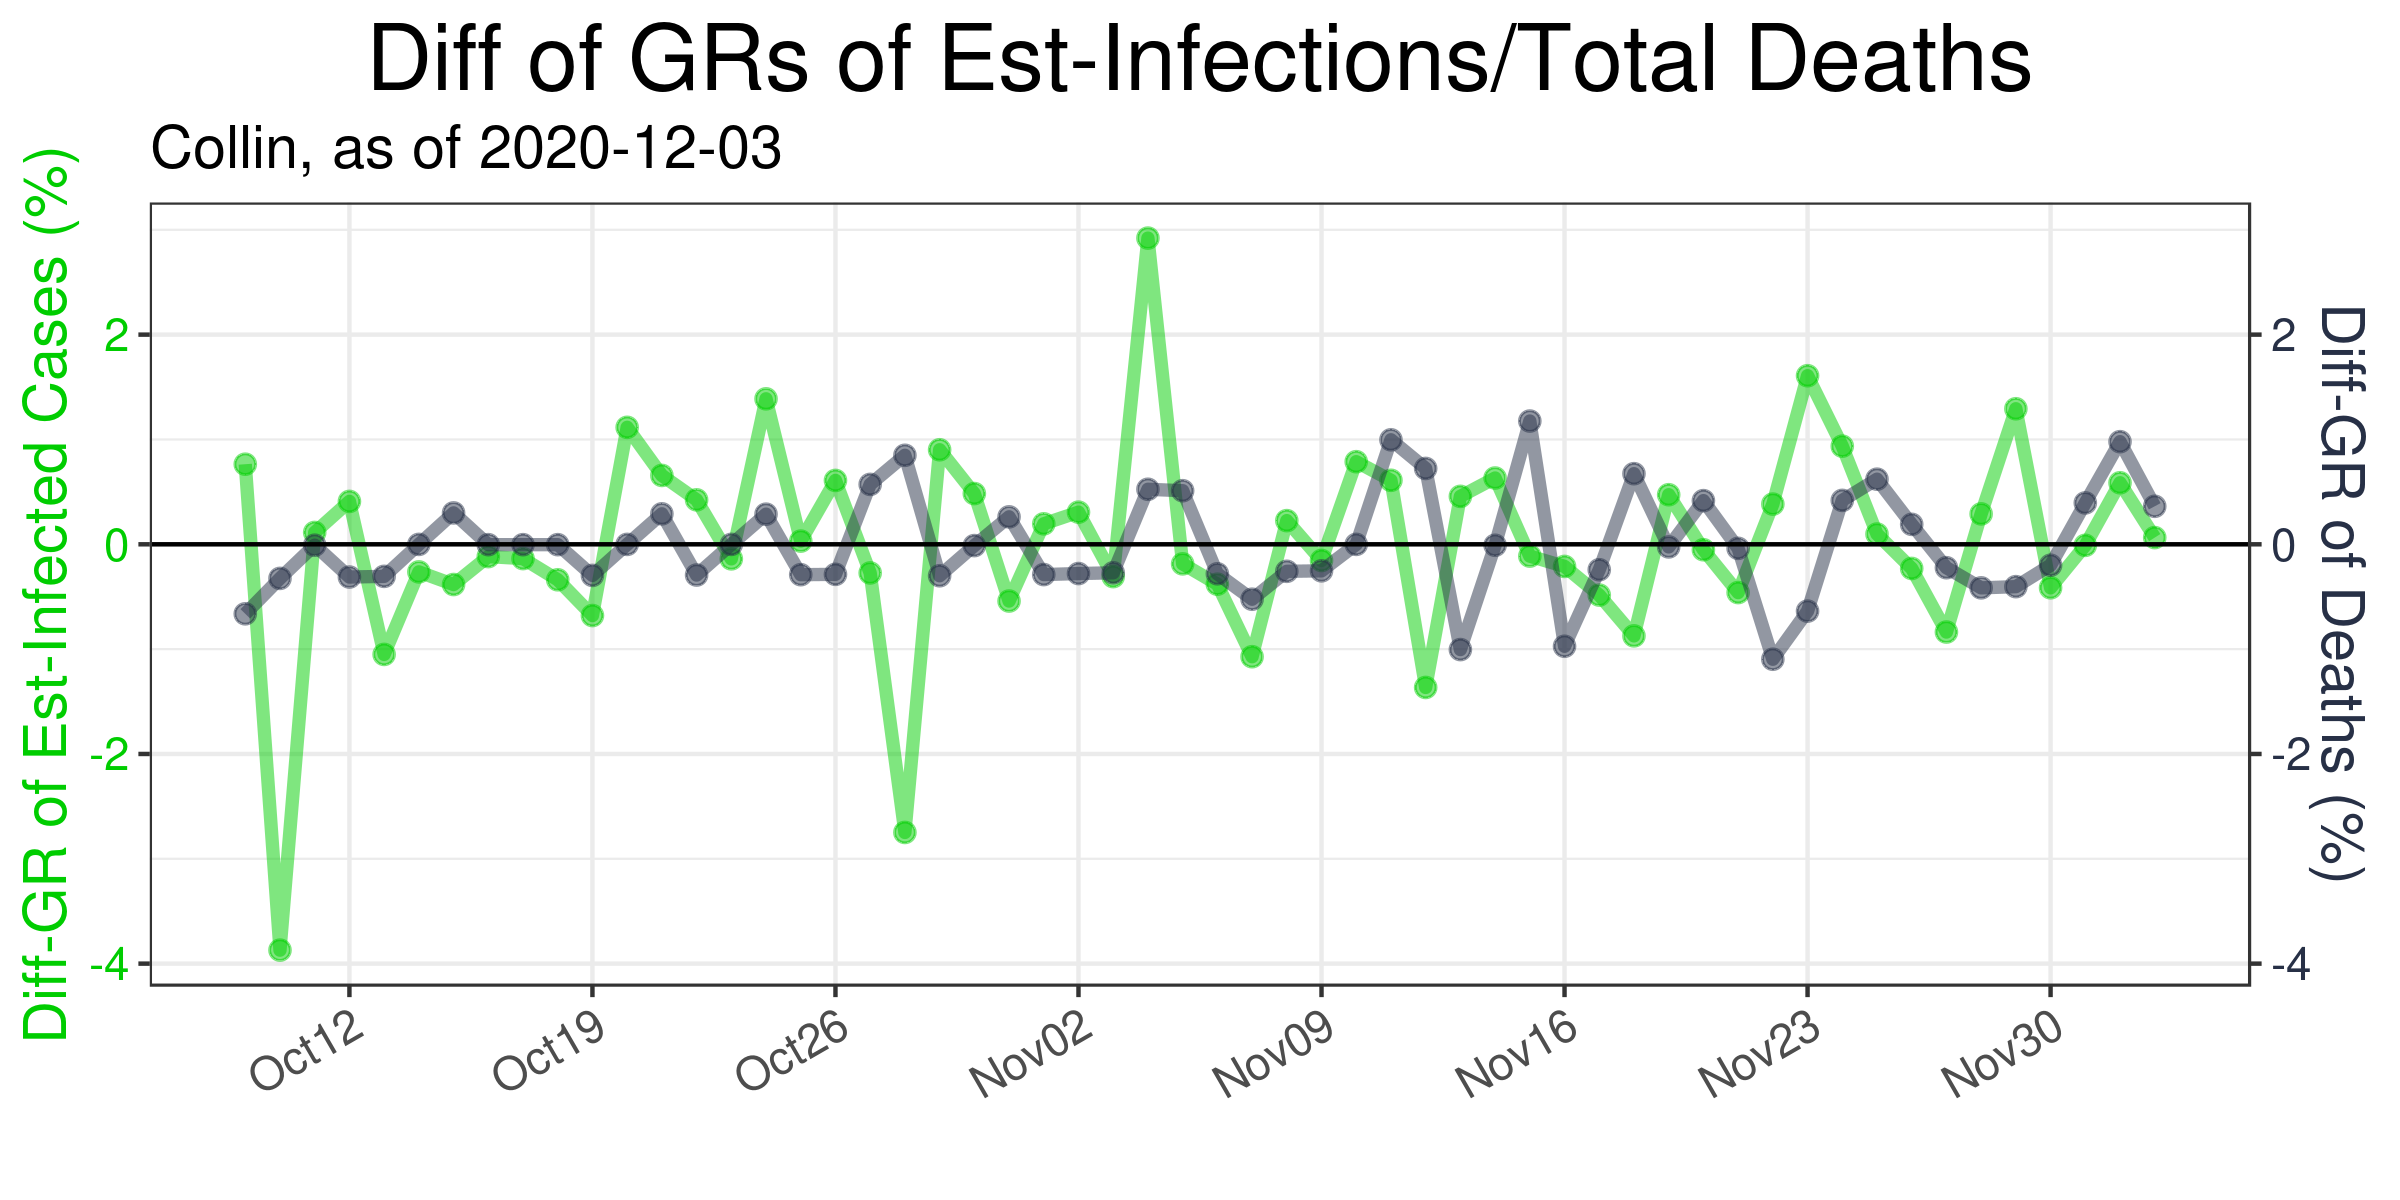 Diff of GRs of Est-Infections/Total Deaths
Collin, as of 2020-12-03
Diff-GR of Est-Infected Cases (%)
2
0
-2
-4
2
0
-2
-4
Diff-GR of Deaths (%)
Oct12
Oct19
Oct26
Nov02
Nov09
Nov16
Nov23
Nov30